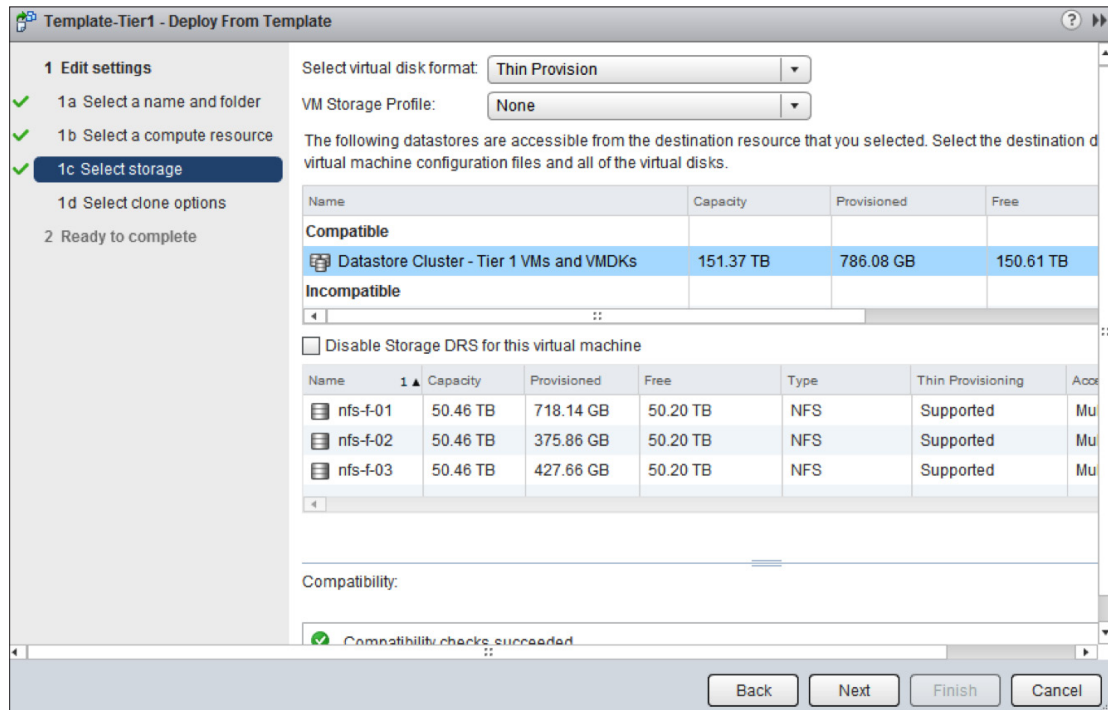 Template-Tier1 - Deploy From Template
?
1 Edit settings
1a Select a name and folder
1b Select a compute resource
1c Select storage
1d Select clone options
2 Ready to complete
Select virtual disk format: Thin Provision
VM Storage Profile: None
The following datastores are accessible from the destination resource that you selected. Select the destination d
virtual machine configuration files and all of the virtual disks.
Name Capacity Provisioned Free
Compatible
Datastore Cluster - Tier 1 VMs and VMDKs 151.37 TB 786.08 GB 150.61 TB
Incompatible
Disable Storage DRS for this virtual machine
Name 1 Capacity Provisioned Free Type Thin Provisioning Acce
nfs-f-01 50.46 TB 718.14 GB 50.20 TB NFS Supported Mul
nfs-f-02 50.46 TB 375.86 GB 50.20 TB NFS Supported Mul
nfs-f-03 50.46 TB 427.66 GB 50.20 TB NFS Supported Mul
Compatibility:
Compatibility checks succeeded
Back Next Finish Cancel